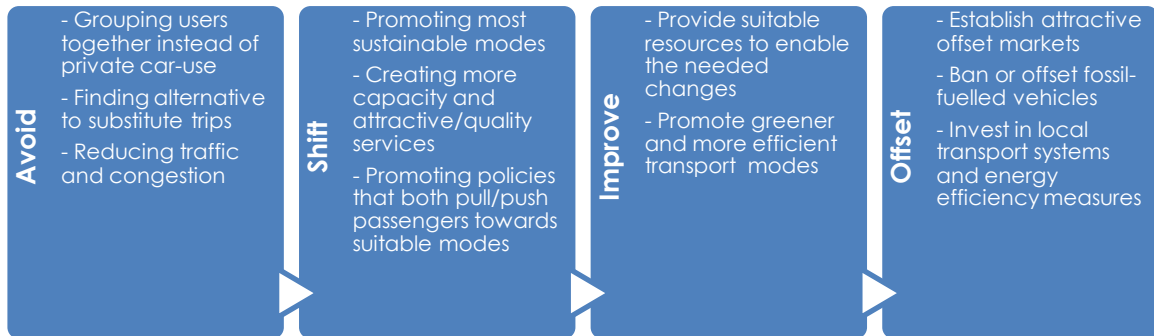 Avoid
- Grouping users
together instead of
private car-use
- Finding alternative
to substitute trips
- Reducing traffic
and congestion
Shift
- Promoting most
sustainable modes
- Creating more
capacity and
attractive/quality
services
- Promoting policies
that both pull/push
passengers towards
suitable modes
Improve
- Provide suitable
resources to enable
the needed
changes
- Promote greener
and more efficient
transport modes
Offset
- Establish attractive
offset markets
- Ban or offset fossil-
fuelled vehicles
- Invest in local
transport systems
and energy
efficiency measures